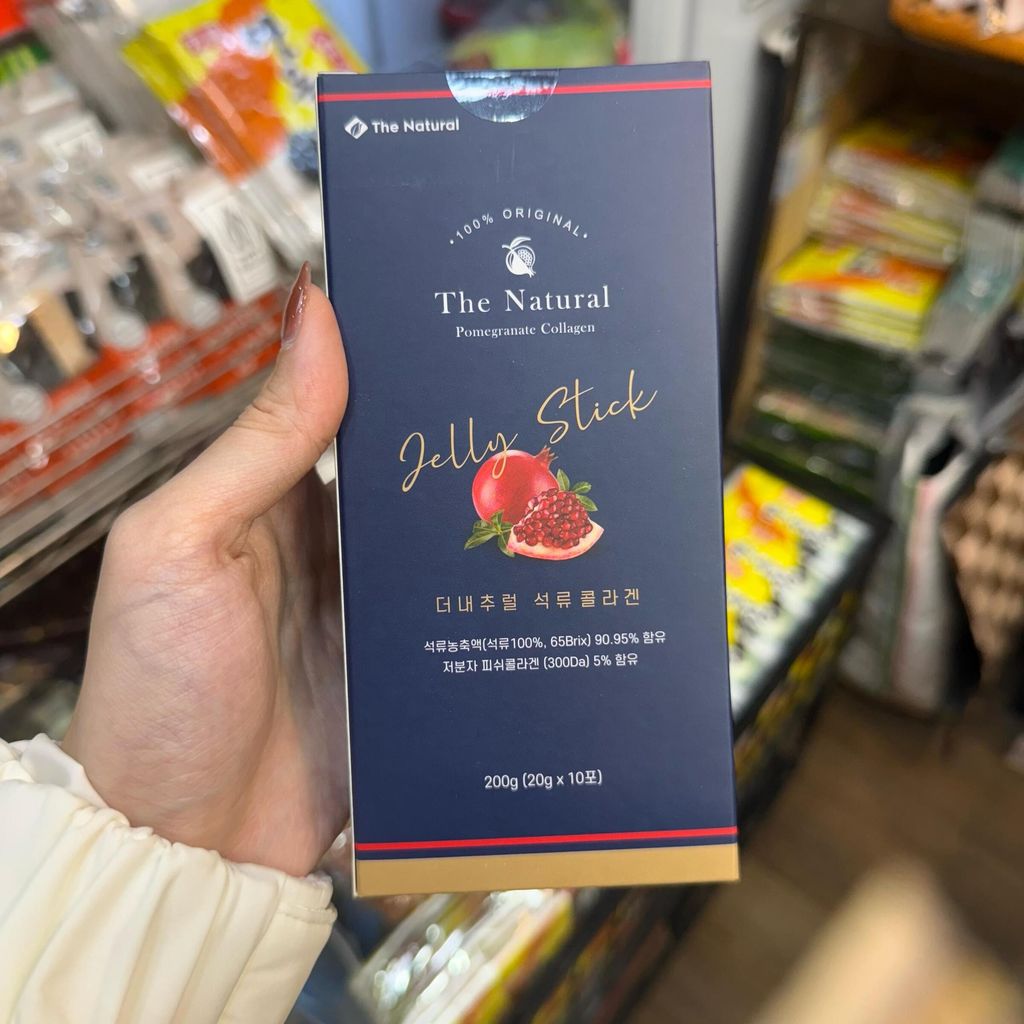 The Natural
•100% ORIGINAL•
The Natural
Pomegranate Collagen
Jelly Stick
더내추럴 석류콜라겐
석류농축액(석류100%, 65Brix) 90.95% 함유
저분자 피쉬콜라겐 (300Da) 5% 함유
200g (20g x 10포)